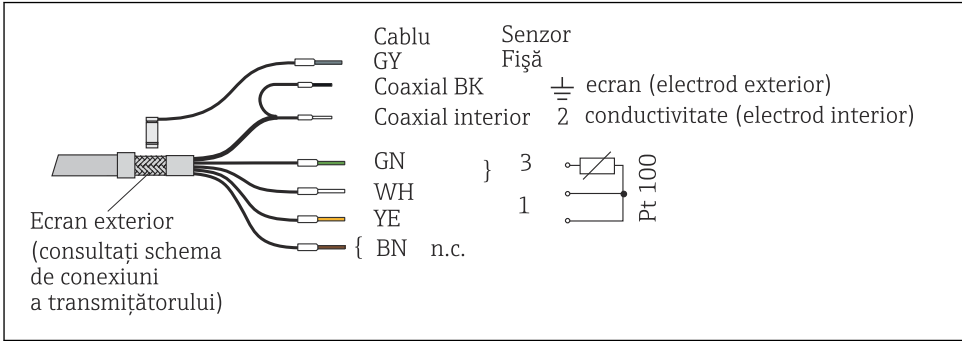 Cablu Senzor
GY Fişă
Coaxial BK ecran (electrod exterior)
Coaxial interior 2 conductivitate (electrod interior)
GN } 3
WH
1
YE
{ BN n.c.
Pt 100
Ecran exterior
(consultați schema
de conexiuni
a transmițătorului)